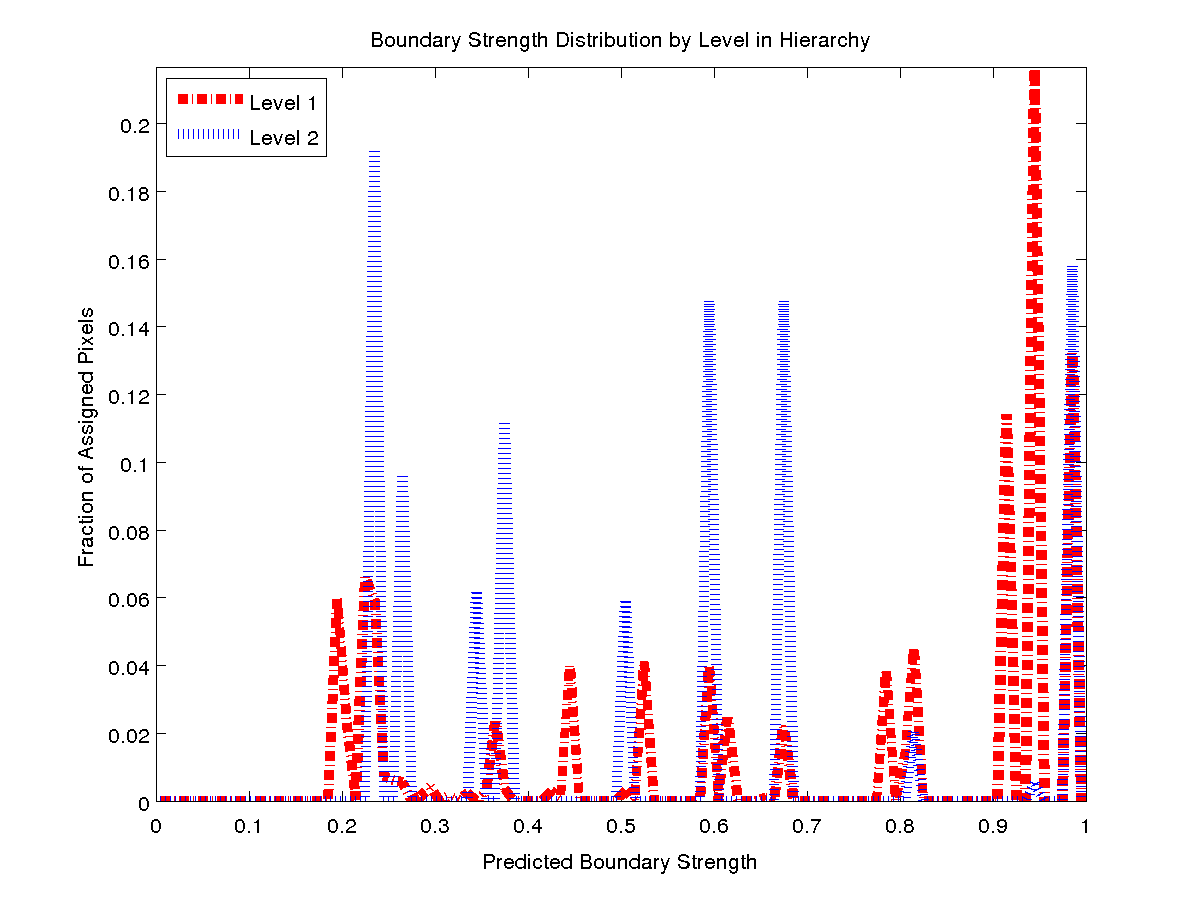 Boundary Strength Distribution by Level in Hierarchy
Level 1
Level 2
Fraction of Assigned Pixels
0.2
0.18
0.16
0.14
0.12
0.1
0.08
0.06
0.04
0.02
0
0 0.1 0.2 0.3 0.4 0.5 0.6 0.7 0.8 0.9 1
Predicted Boundary Strength